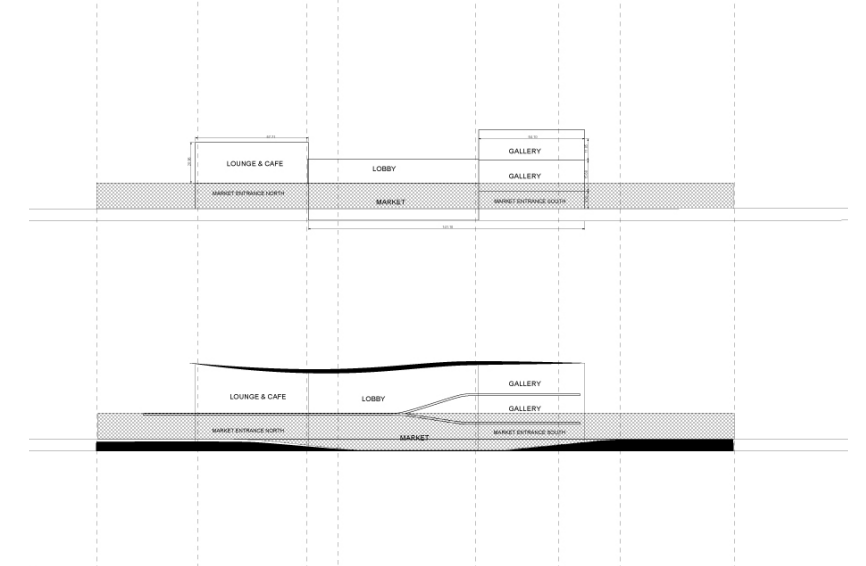 GALLERY
LOUNGE & CAFE
LOBBY
GALLERY
MARKET ENTRANCE NORTH
MARKET
MARKET ENTRANCE SOUTH
GALLERY
LOUNGE & CAFE
LOBBY
GALLERY
MARKET ENTRANCE NORTH
MARKET
MARKET ENTRANCE SOUTH